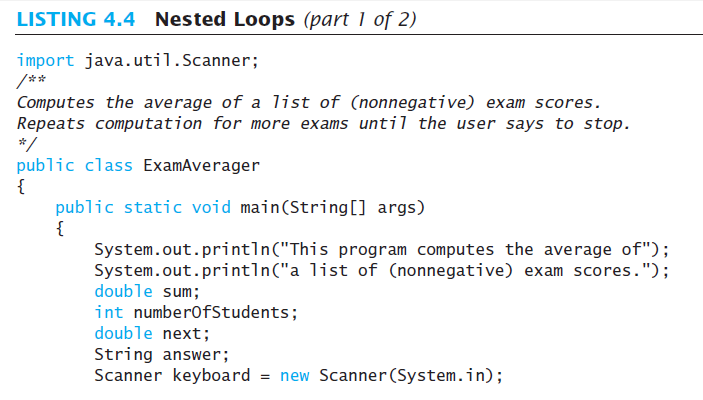 LISTING 4.4 Nested Loops (part 1 of 2)
import java.util.Scanner;
/**
Computes the average of a list of (nonnegative) exam scores.
Repeats computation for more exams until the user says to stop.
*/
public class ExamAverager
{
    public static void main(String[] args)
    {
        System.out.println("This program computes the average of");
        System.out.println("a list of (nonnegative) exam scores.");
        double sum;
        int numberOfStudents;
        double next;
        String answer;
        Scanner keyboard = new Scanner(System.in);